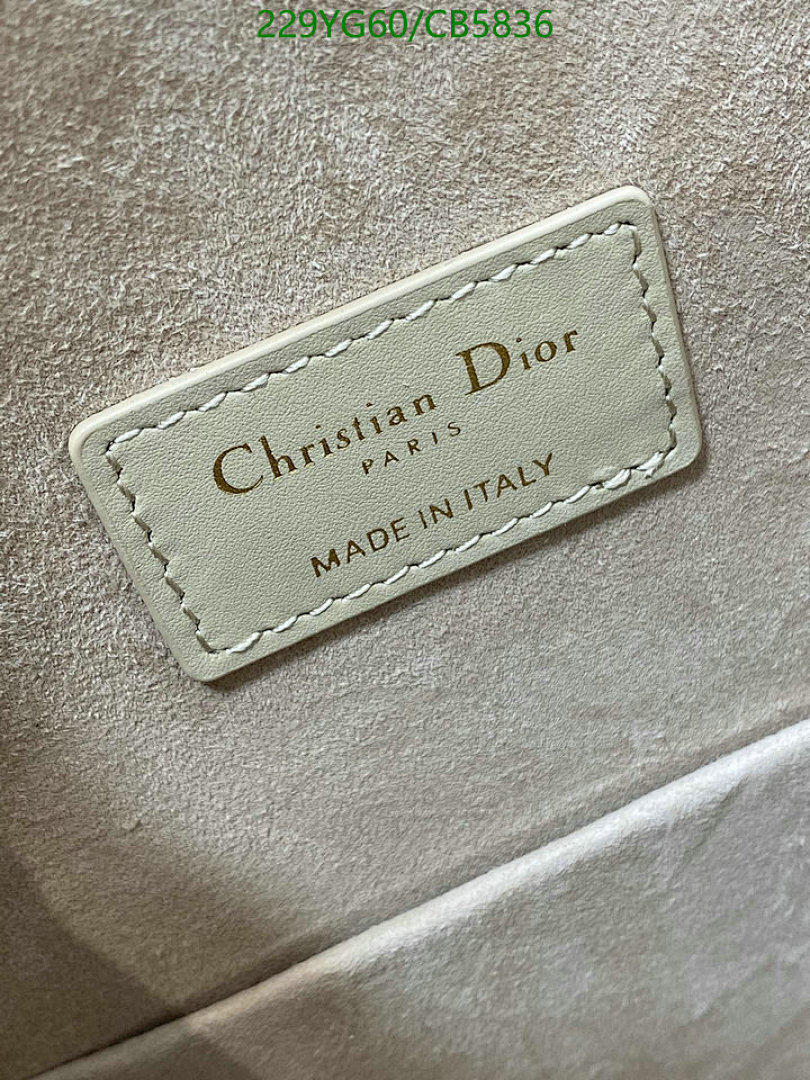 229YG60/CB5836
Christian Dior
PARIS
MADE IN ITALY